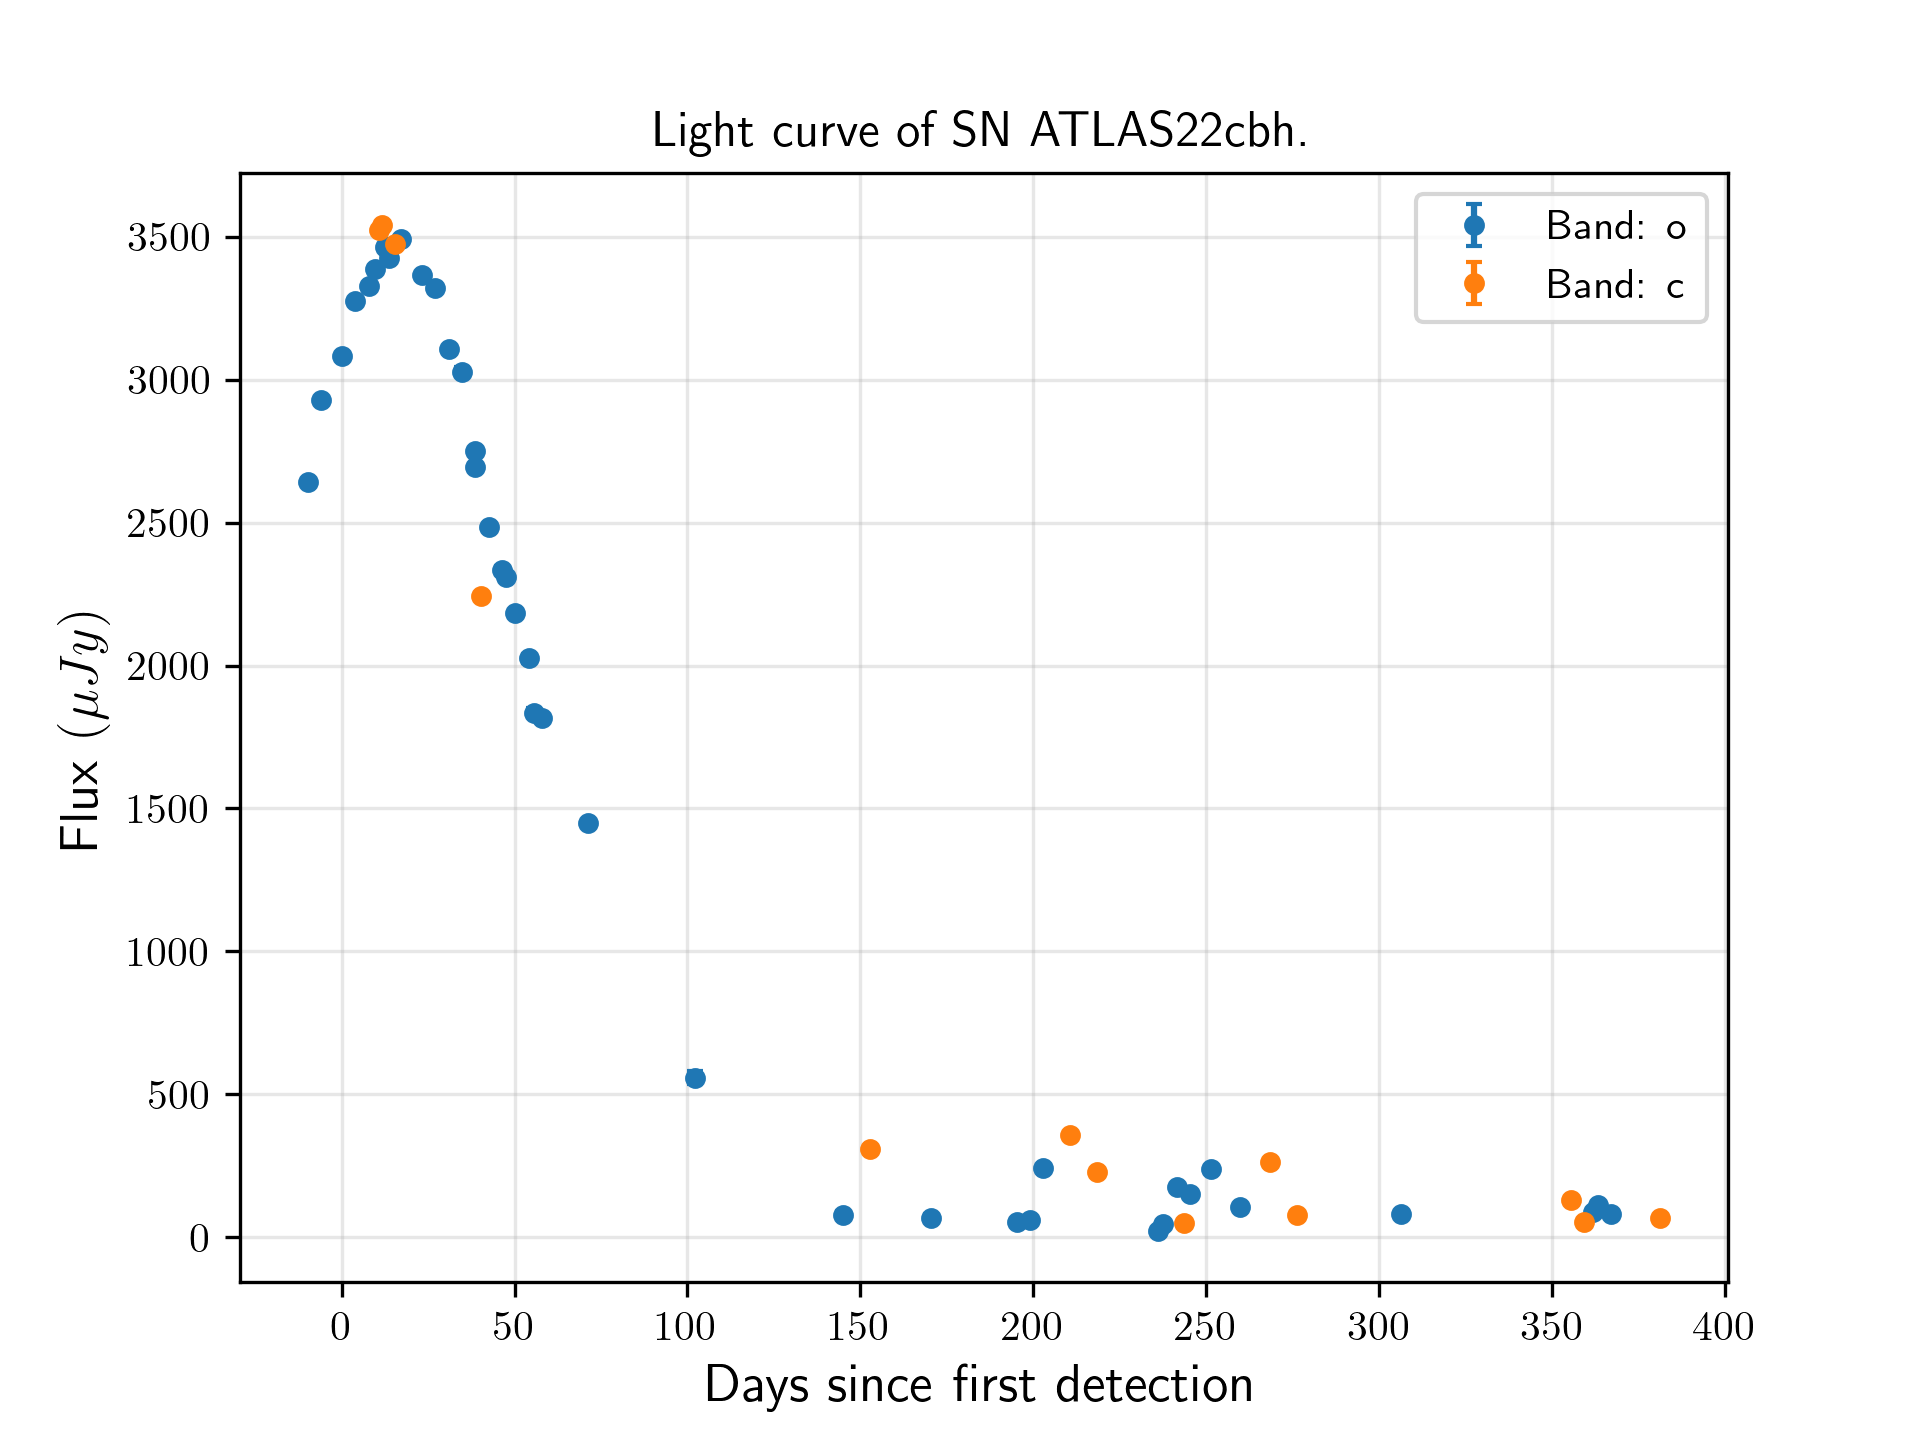 Light curve of SN ATLAS22cbh.
Band: o
Band: c
3500
3000
2500
2000
1500
1000
500
0
Flux (μJy)
0 50 100 150 200 250 300 350 400
Days since first detection